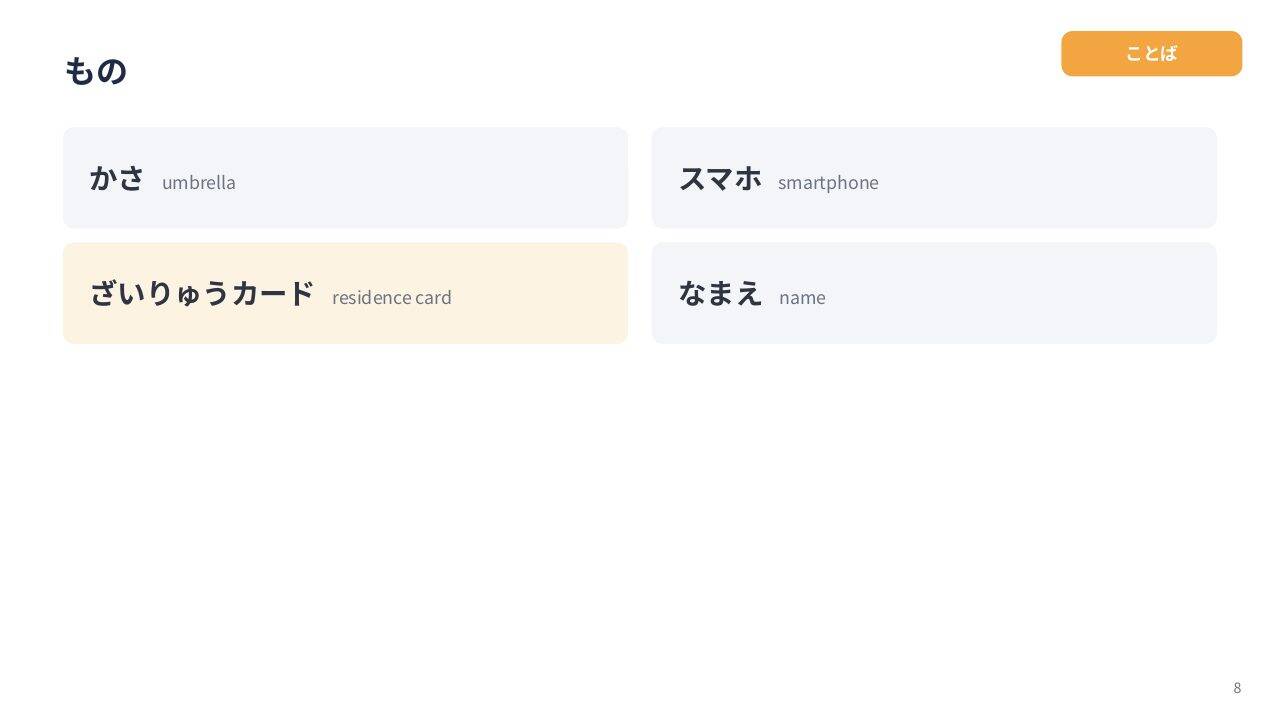 もの
ことば
かさ umbrella
スマホ smartphone
ざいりゅうカード residence card
なまえ name
8